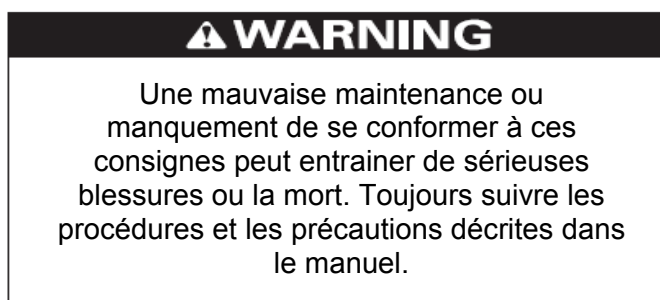 WARNING
Une mauvaise maintenance ou
manquement de se conformer à ces
consignes peut entrainer de sérieuses
blessures ou la mort. Toujours suivre les
procédures et les précautions décrites dans
le manuel.